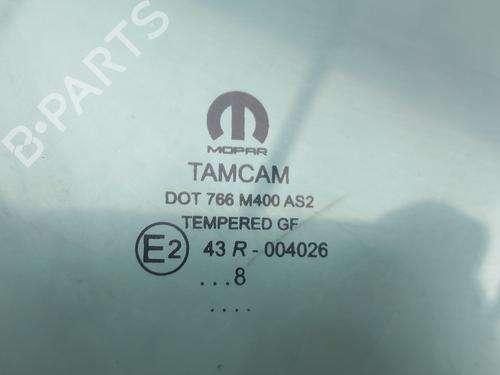 B-PARTS
MOPAR
TAMCAM
DOT 766 M400 AS2
TEMPERED GF
E2 43 R - 004026
...8
....